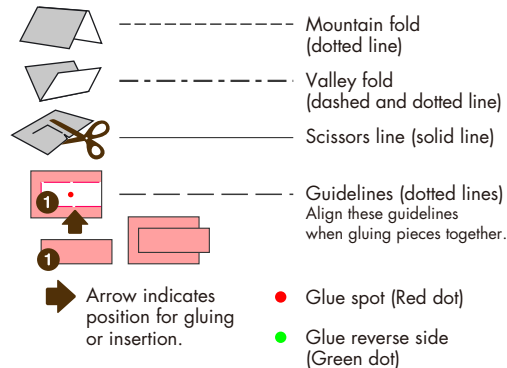 Mountain fold
(dotted line)
Valley fold
(dashed and dotted line)
Scissors line (solid line)
1
Guidelines (dotted lines)
Align these guidelines
when gluing pieces together.
1
Arrow indicates
position for gluing
or insertion.
Glue spot (Red dot)
Glue reverse side
(Green dot)